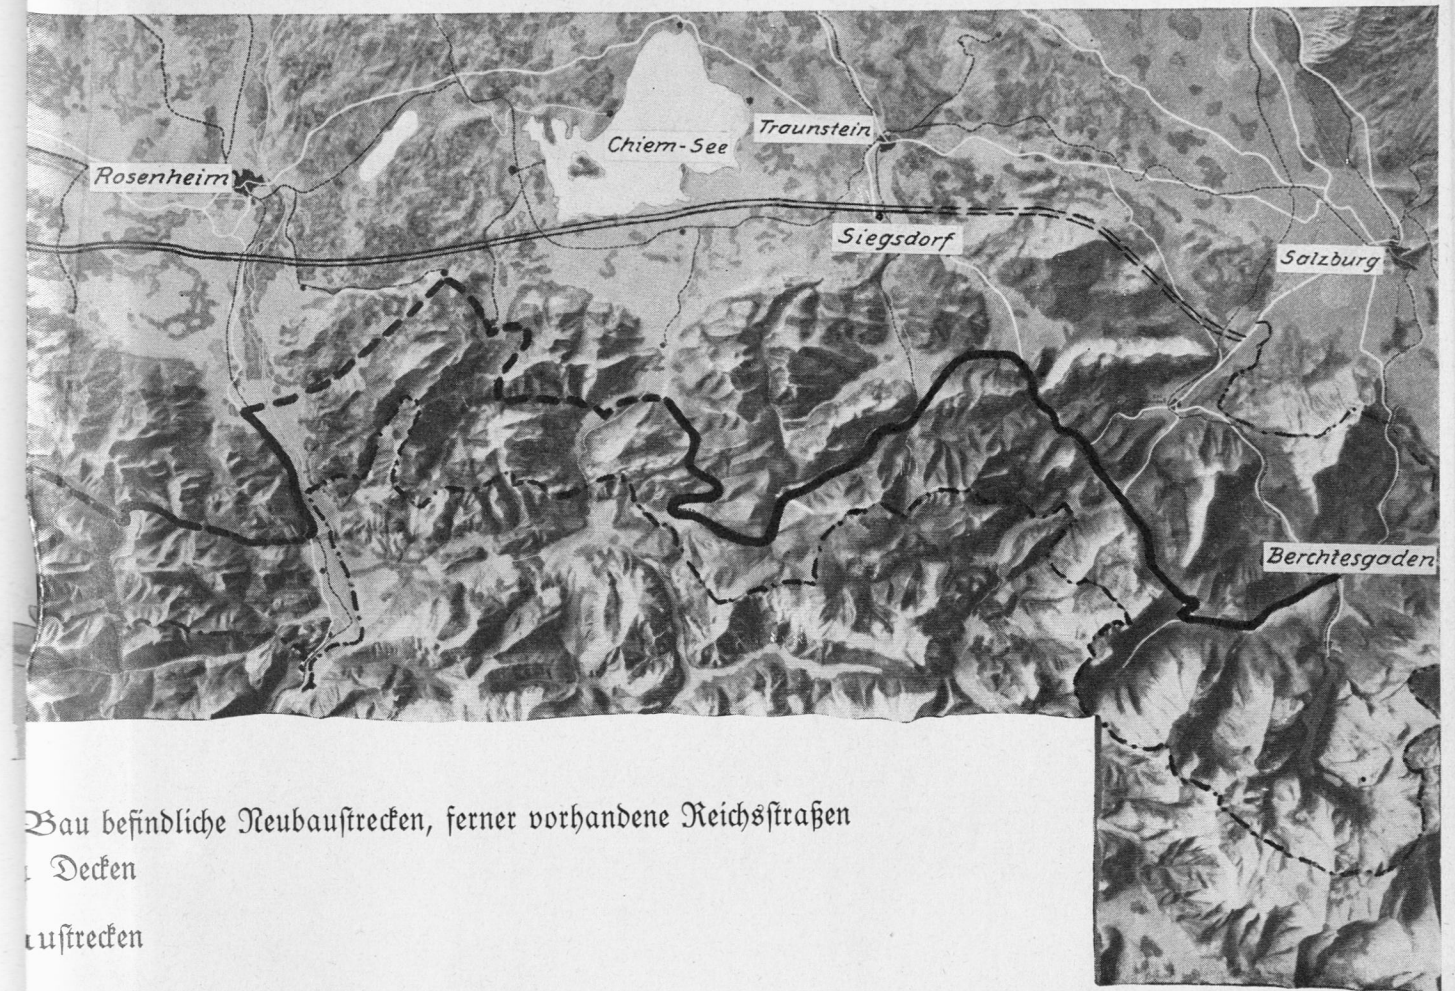 Rosenheim
Chiem-See
Traunstein
Siegsdorf
Salzburg
Berchtesgaden
Bau befindliche Neubauſtrecken, ferner vorhandene Reichsſtraßen
Decken
uſtrecken